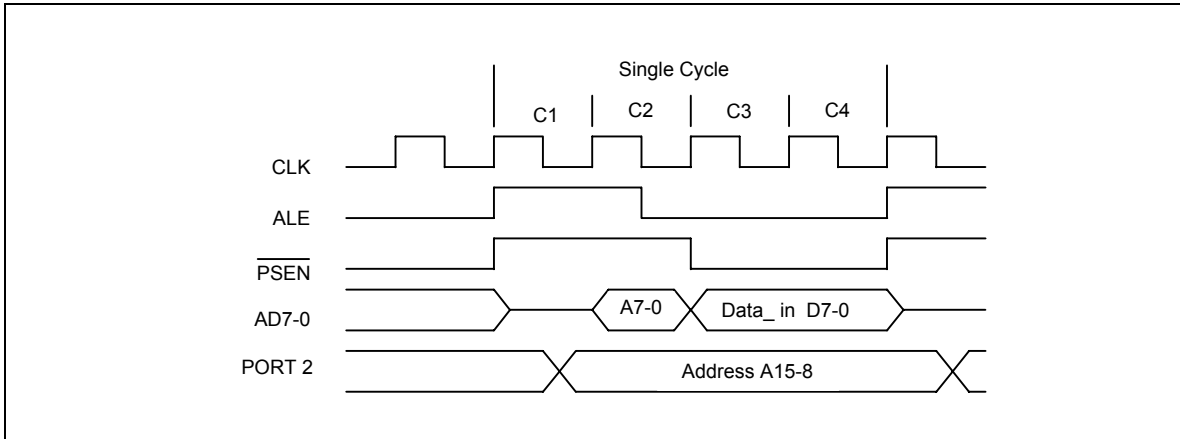 Single Cycle
C1 C2 C3 C4
CLK
ALE
PSEN
AD7-0 A7-0 Data_ in D7-0
PORT 2 Address A15-8